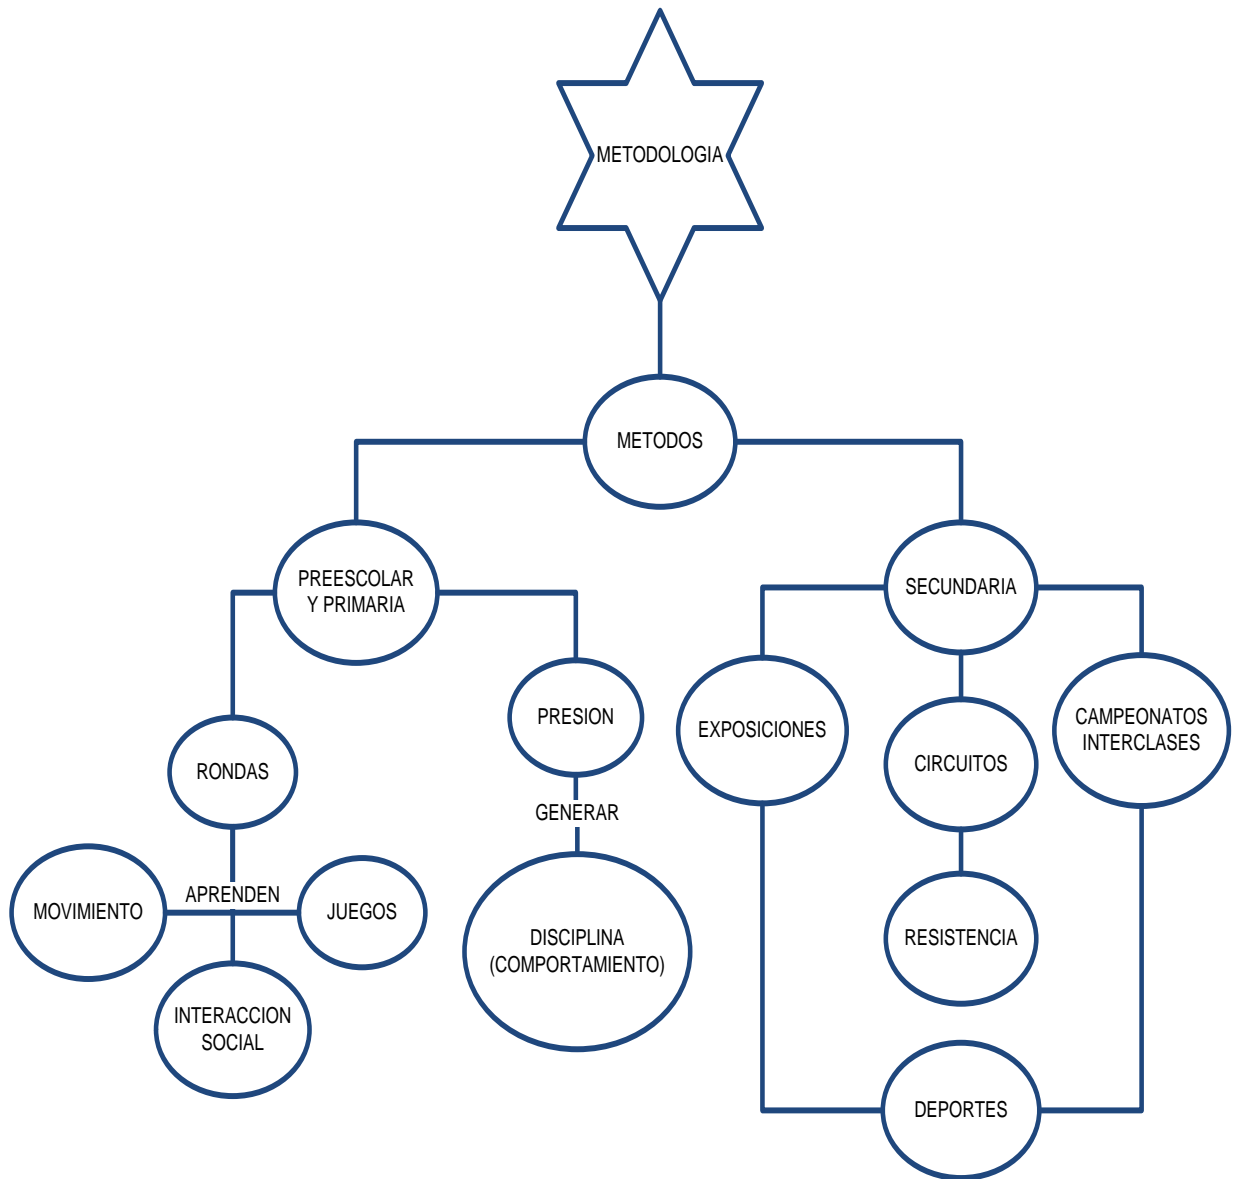 METODOLOGIA
METODOS
PREESCOLAR
Y PRIMARIA
SECUNDARIA
RONDAS
PRESION
EXPOSICIONES
CIRCUITOS
CAMPEONATOS
INTERCLASES
GENERAR
APRENDEN
MOVIMIENTO
JUEGOS
INTERACCION
SOCIAL
DISCIPLINA
(COMPORTAMIENTO)
RESISTENCIA
DEPORTES